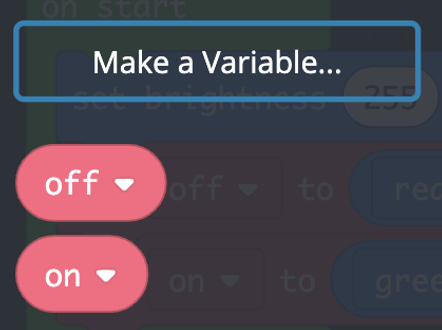 on start
Make a Variable...
set brightness 255
off
off to red
on
on to gree